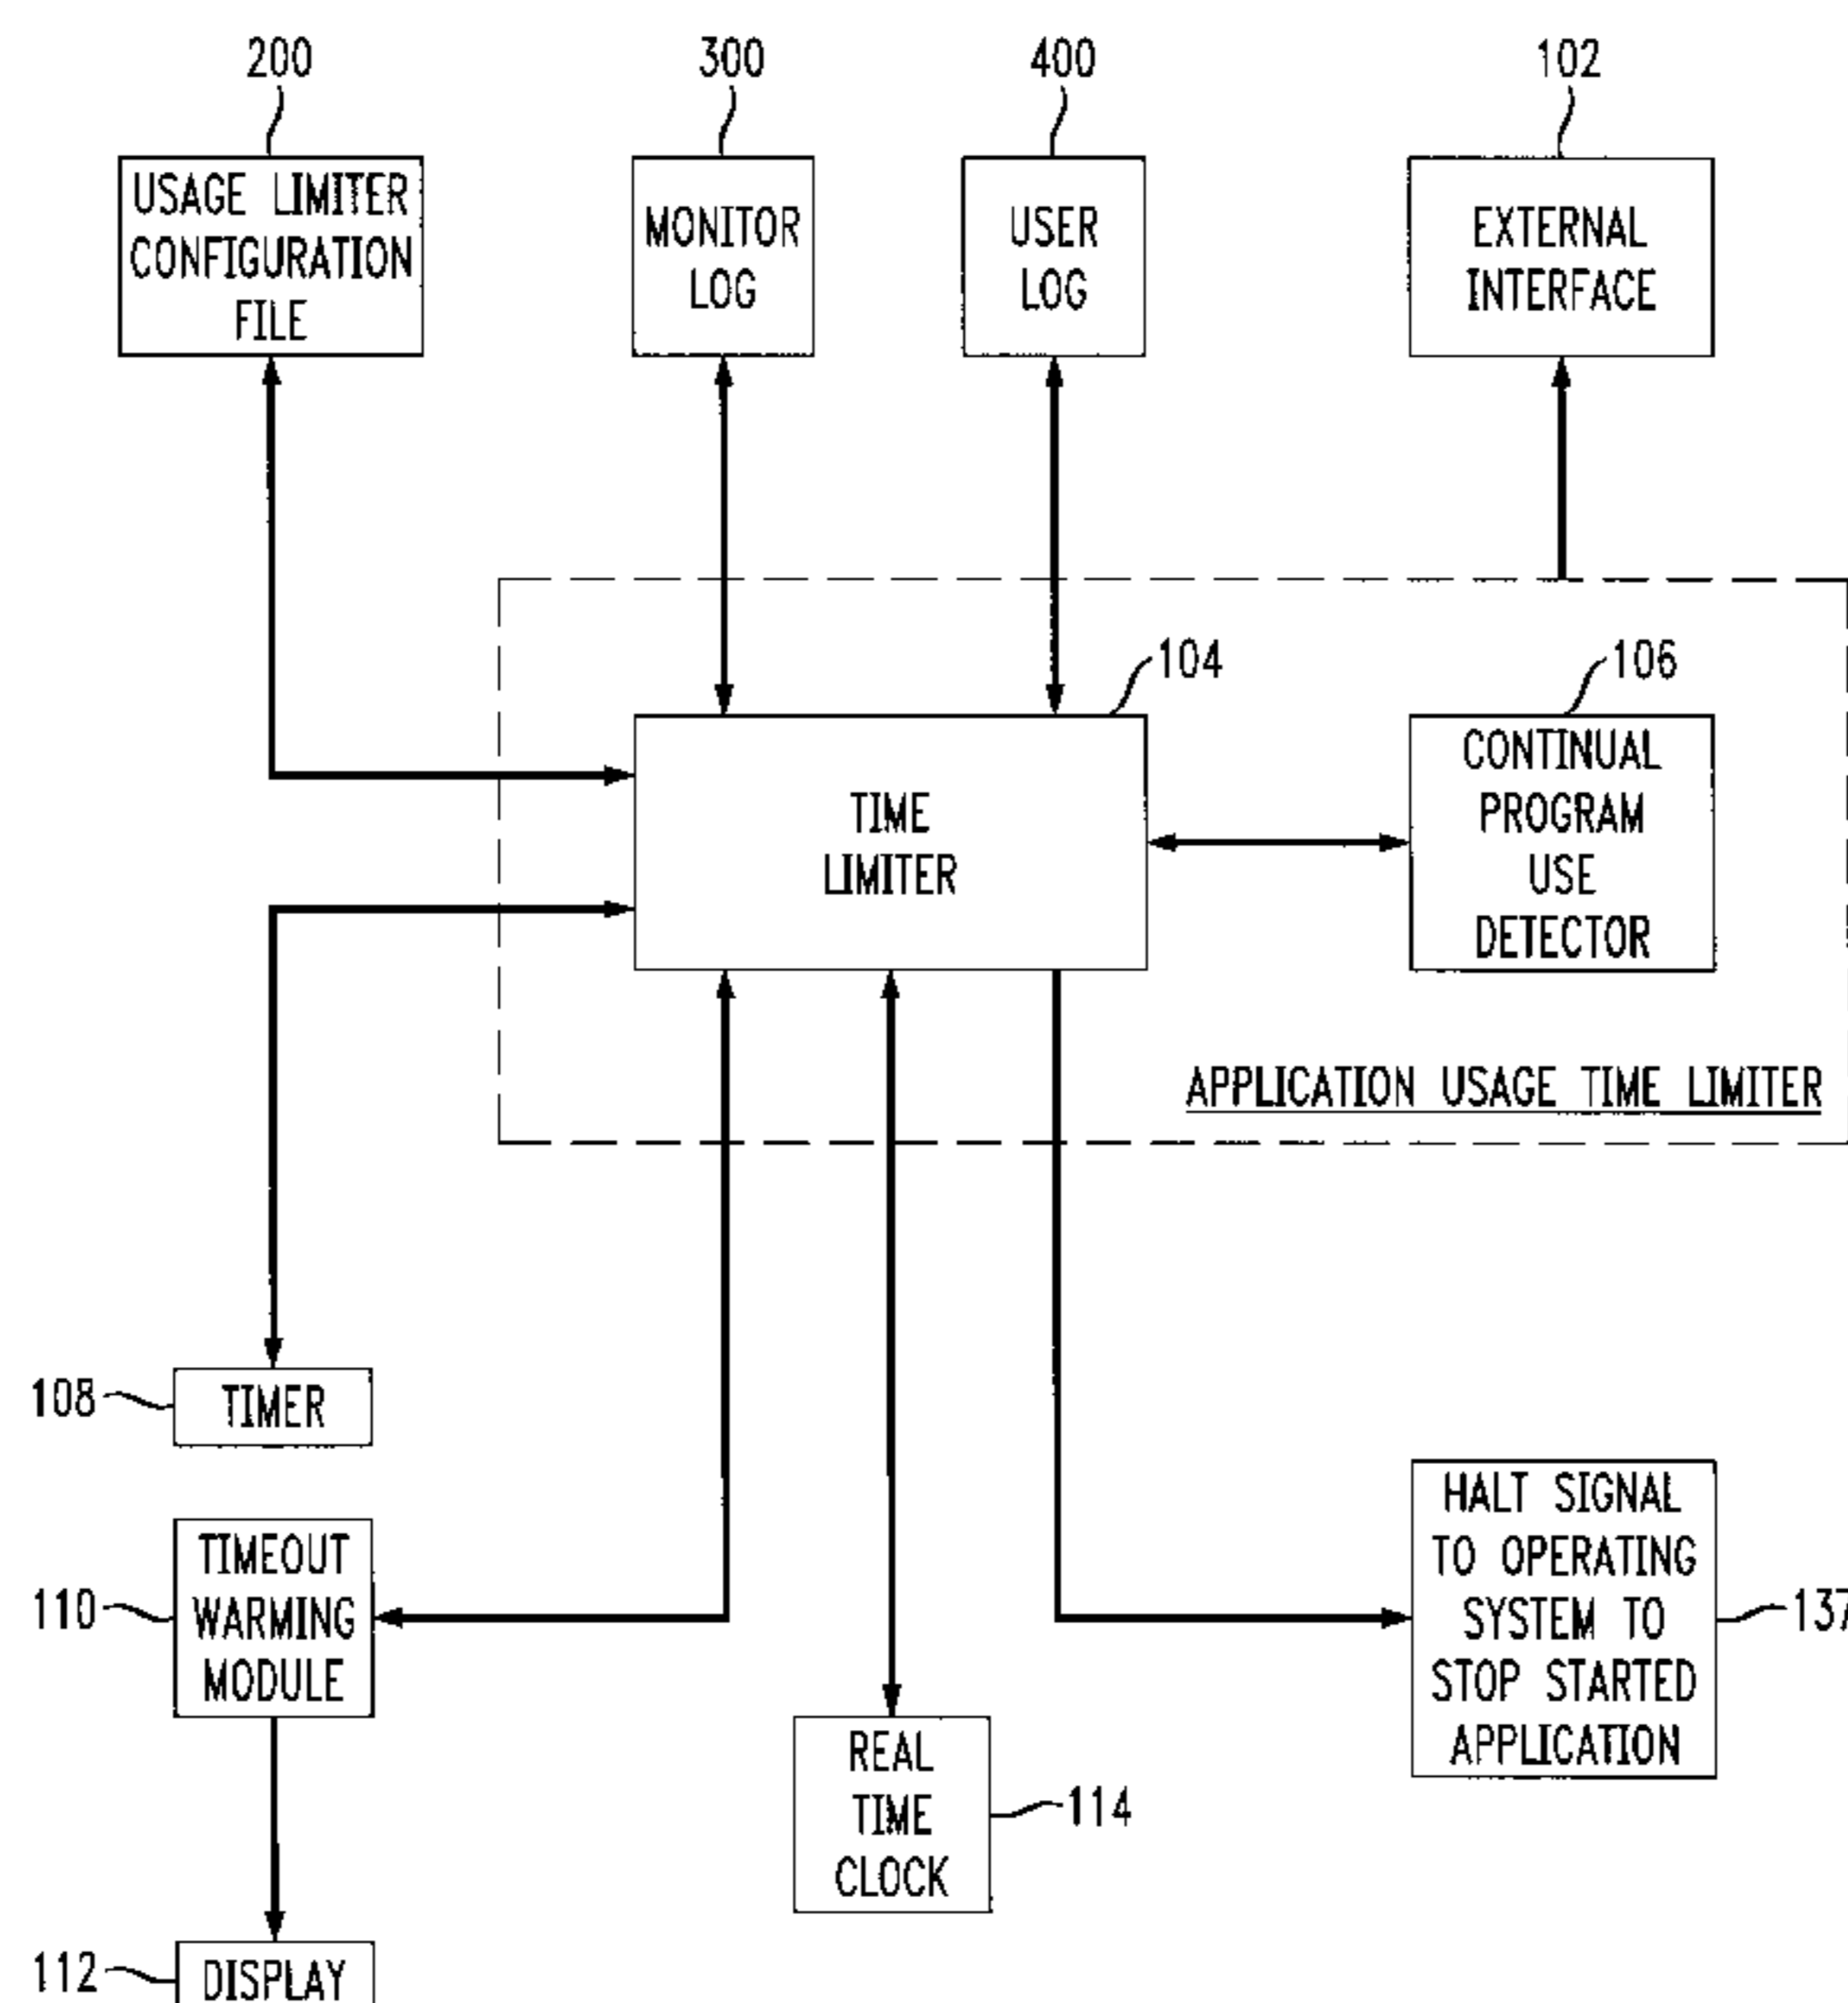 200
300
400
102
USAGE LIMITER
CONFIGURATION
FILE
MONITOR
LOG
USER
LOG
EXTERNAL
INTERFACE
104
106
TIME
LIMITER
CONTINUAL
PROGRAM
USE
DETECTOR
APPLICATION USAGE TIME LIMITER
108
TIMER
110
TIMEOUT
WARMING
MODULE
HALT SIGNAL
TO OPERATING
SYSTEM TO
STOP STARTED
APPLICATION
137
REAL
TIME
CLOCK
114
112
DISPLAY